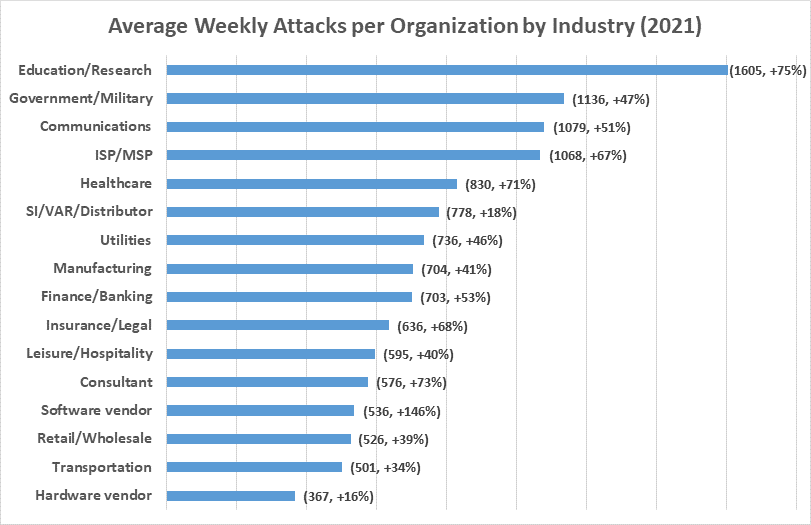 Average Weekly Attacks per Organization by Industry (2021)
Education/Research (1605, +75%)
Government/Military (1136, +47%)
Communications (1079, +51%)
ISP/MSP (1068, +67%)
Healthcare (830, +71%)
SI/VAR/Distributor (778, +18%)
Utilities (736, +46%)
Manufacturing (704, +41%)
Finance/Banking (703, +53%)
Insurance/Legal (636, +68%)
Leisure/Hospitality (595, +40%)
Consultant (576, +73%)
Software vendor (536, +146%)
Retail/Wholesale (526, +39%)
Transportation (501, +34%)
Hardware vendor (367, +16%)